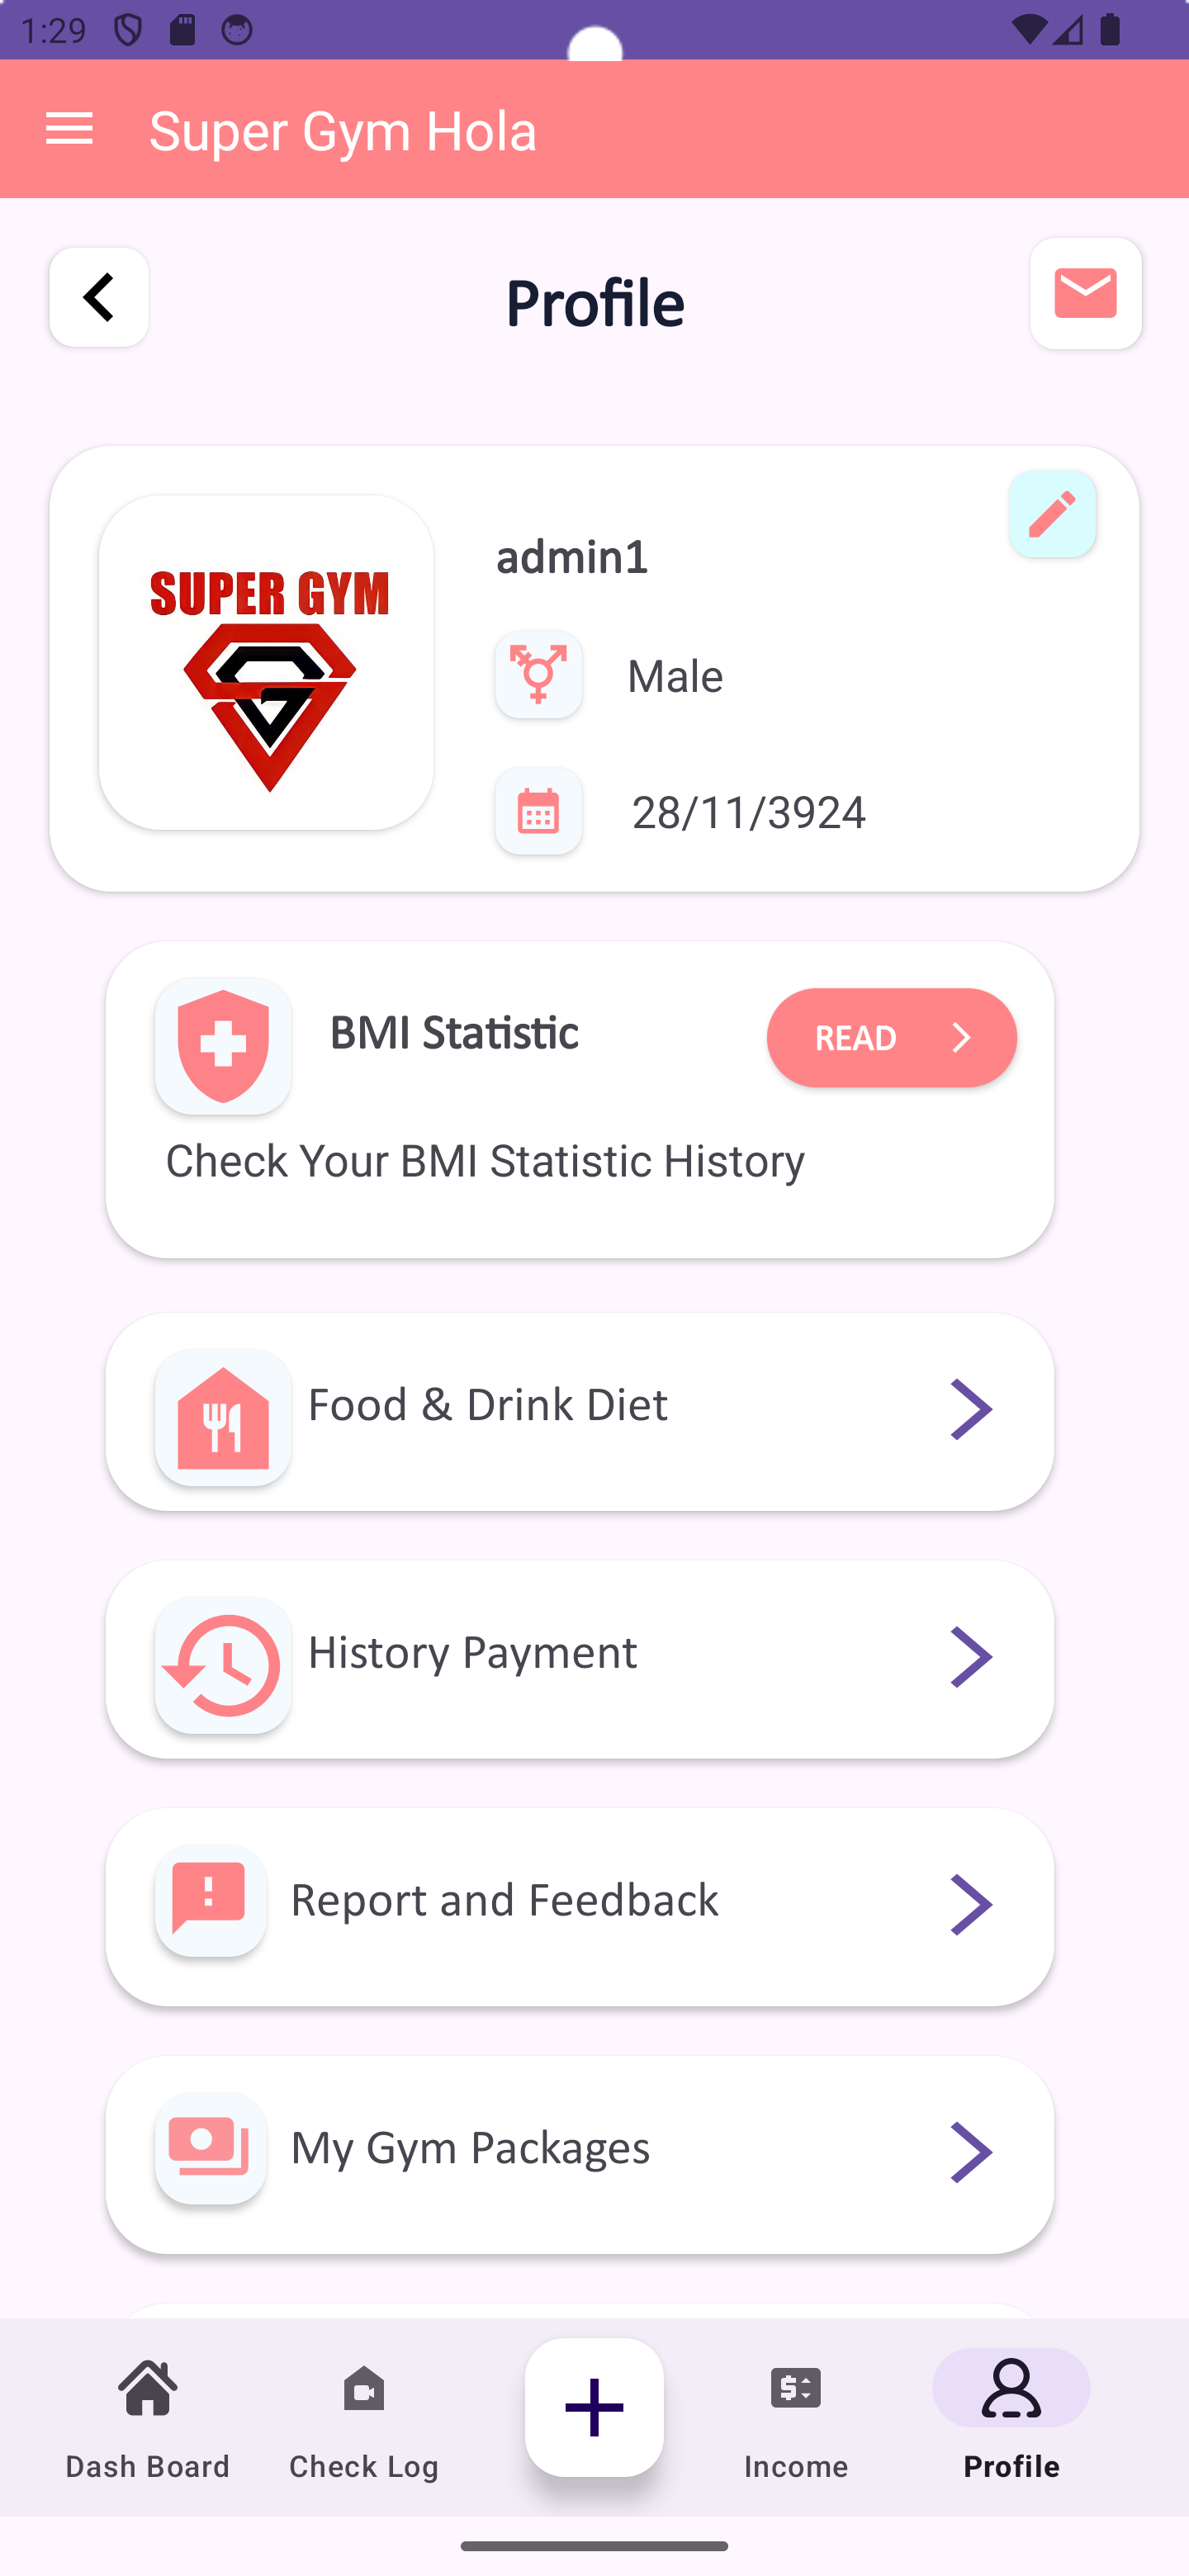 1:29
Super Gym Hola
Profile
SUPER GYM
admin1
Male
28/11/3924
BMI Statistic
READ
Check Your BMI Statistic History
Food & Drink Diet
History Payment
Report and Feedback
My Gym Packages
Dash Board
Check Log
Income
Profile